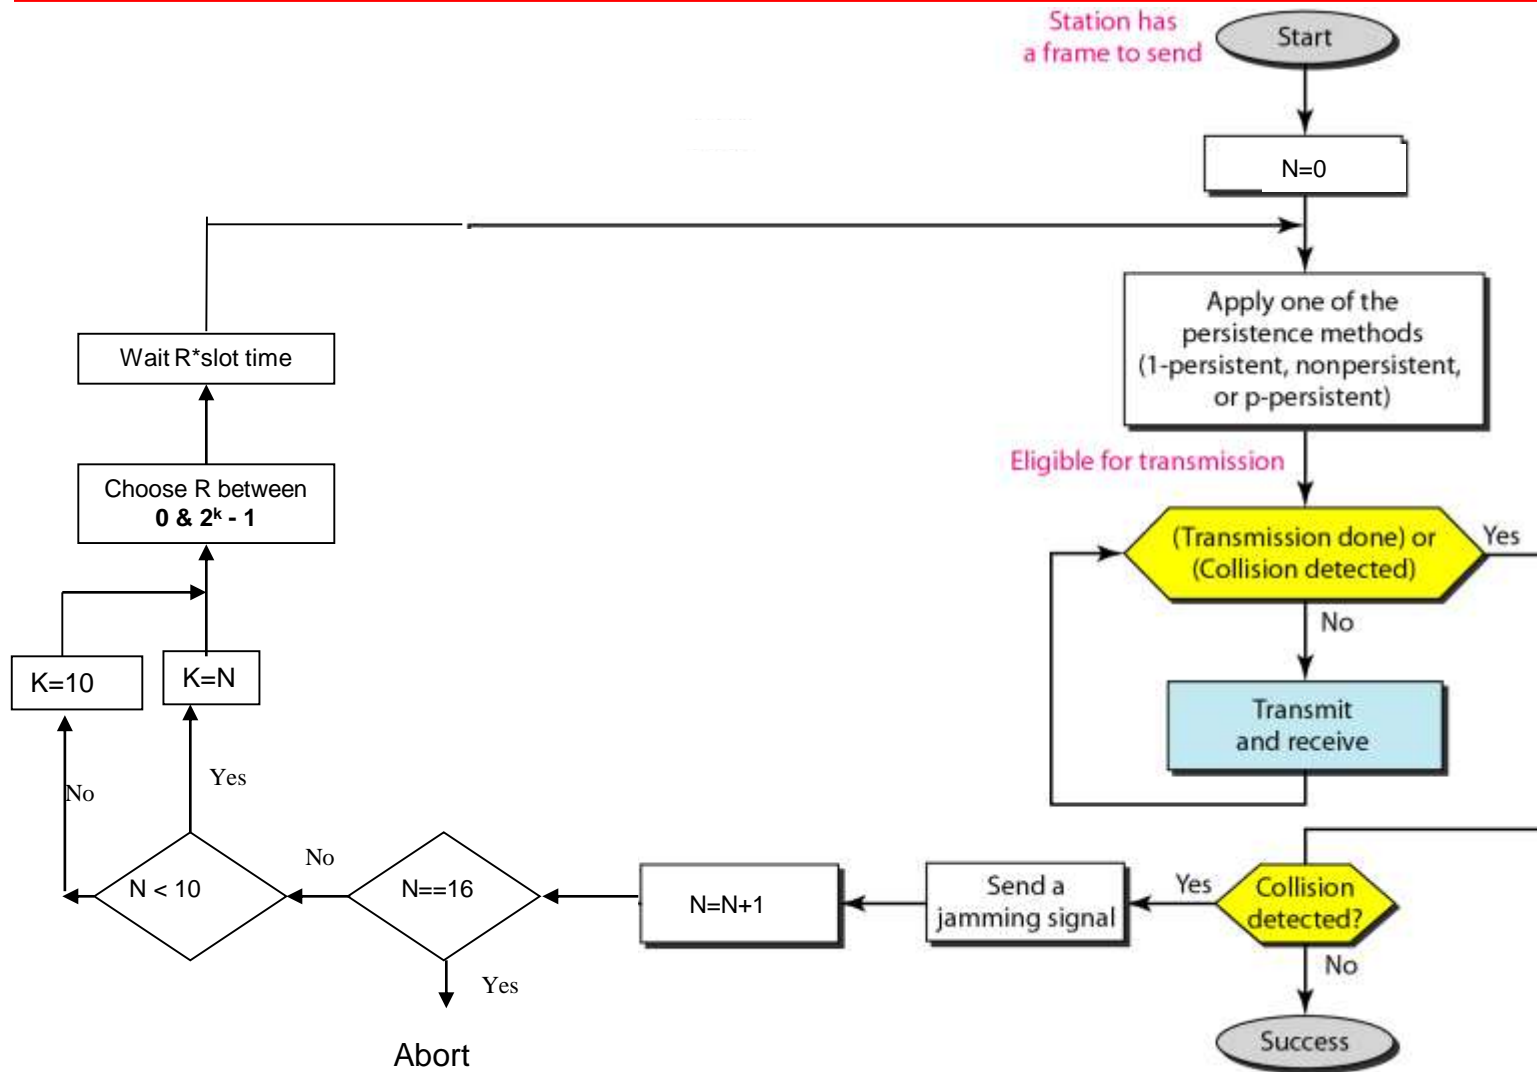 Station has
a frame to send
Start
N=0
Apply one of the
persistence methods
(1-persistent, nonpersistent,
or p-persistent)
Eligible for transmission
(Transmission done) or
(Collision detected)
Yes
No
Transmit
and receive
Collision
detected?
Yes
No
Success
Send a
jamming signal
N=N+1
N==16
Yes
Abort
No
N < 10
Yes
No
K=N
K=10
Choose R between
0 & 2ᵏ - 1
Wait R*slot time